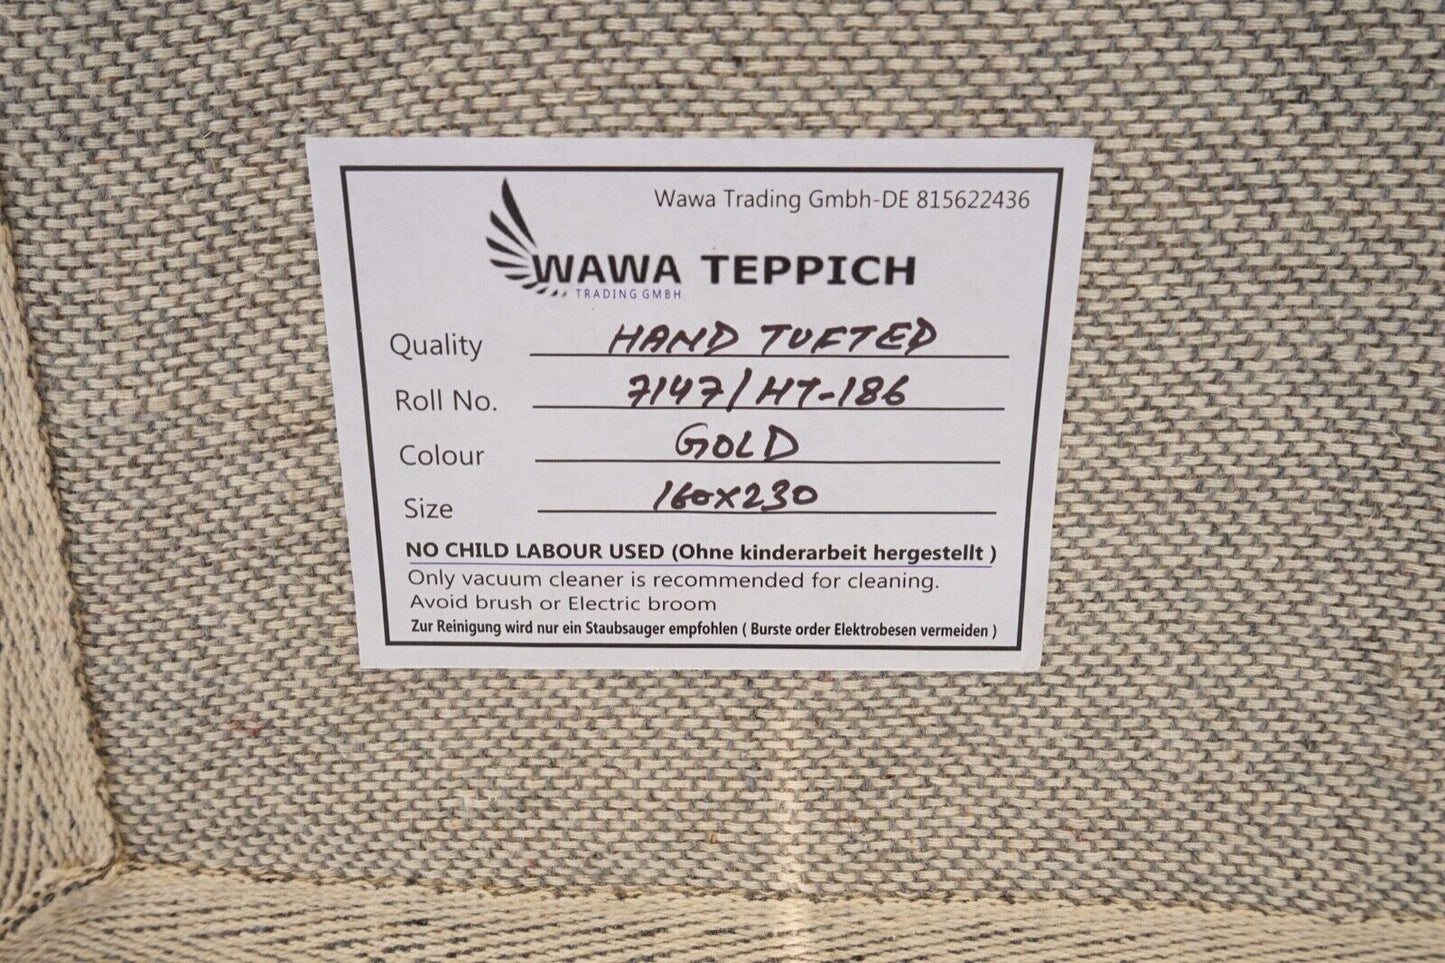 Wawa Trading Gmbh-DE 815622436
WAWA TEPPICH
TRADING GMBH
Quality HAND TUFTED
Roll No. 7147/HT-186
Colour GOLD
Size 160x230
NO CHILD LABOUR USED (Ohne kinderarbeit hergestellt )
Only vacuum cleaner is recommended for cleaning.
Avoid brush or Electric broom
Zur Reinigung wird nur ein Staubsauger empfohlen ( Burste order Elektrobesen vermeiden )